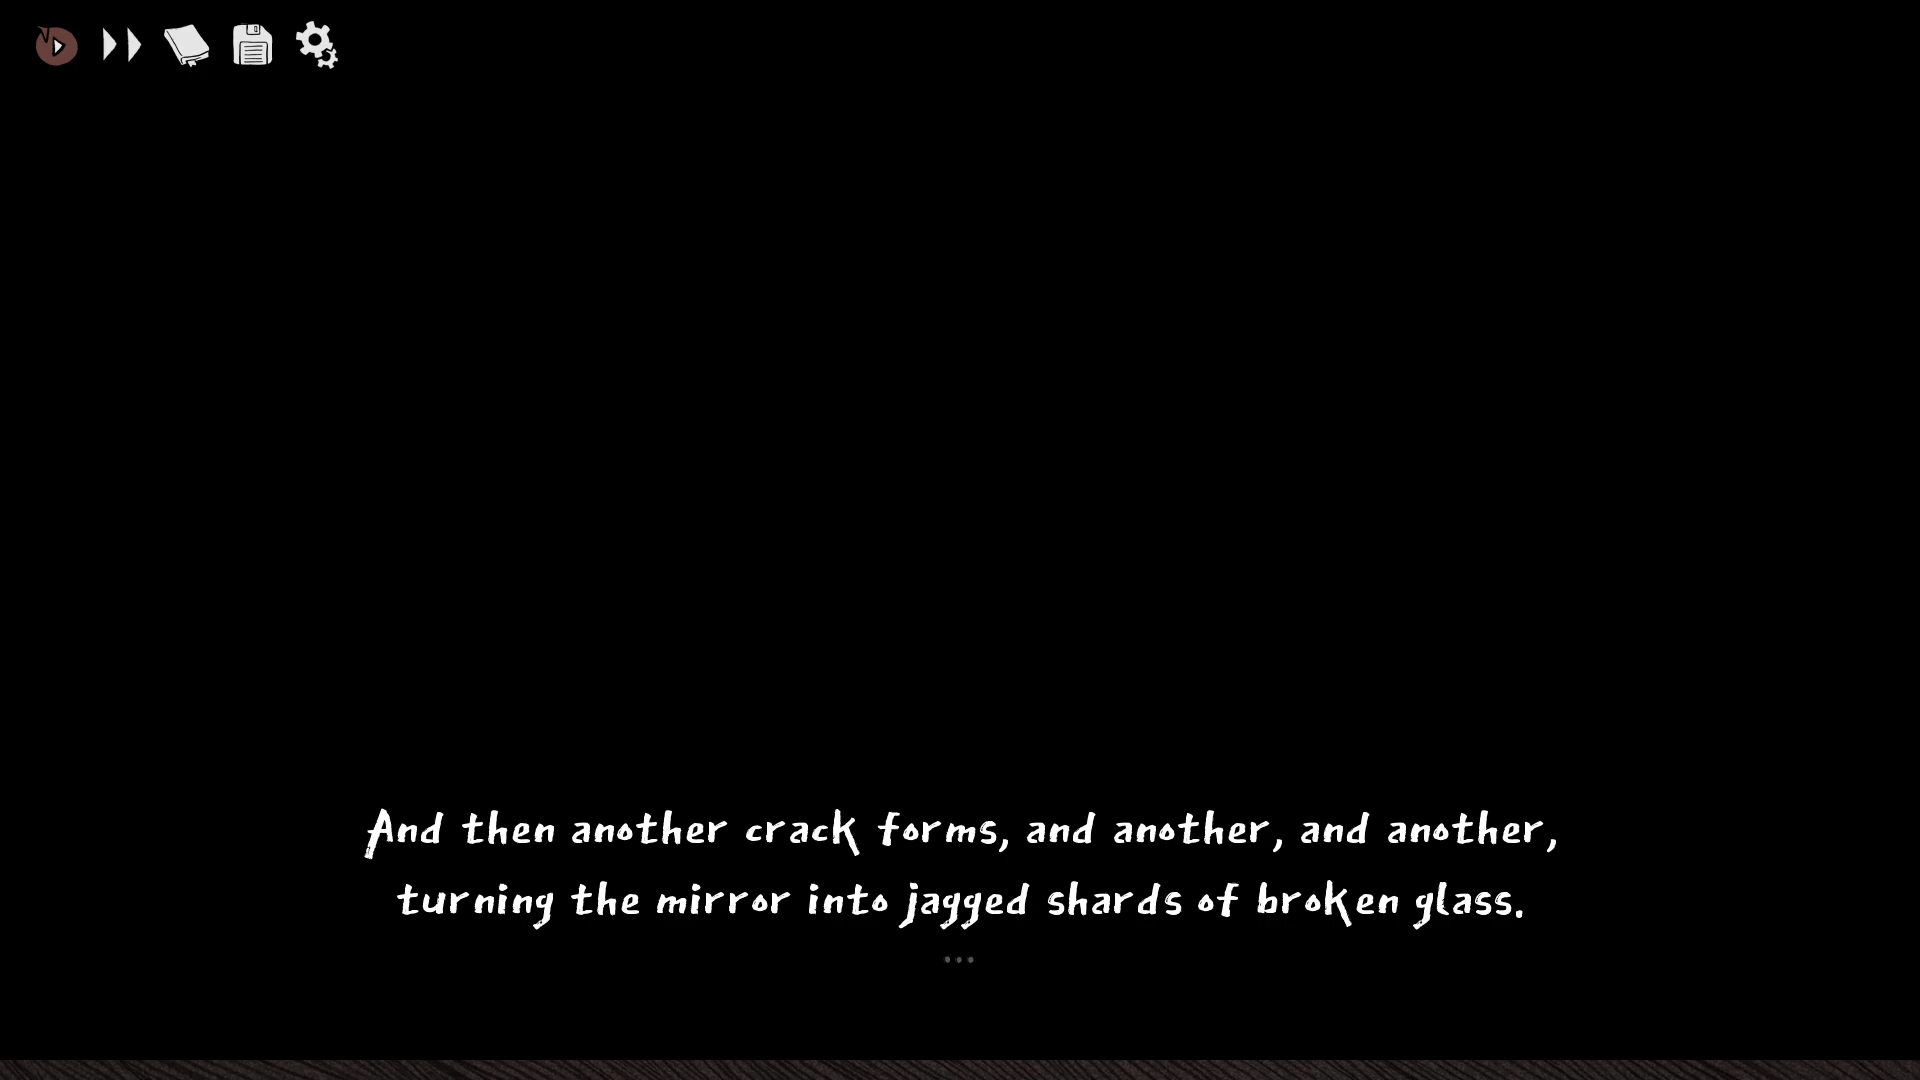 And then another crack forms, and another, and another,
turning the mirror into jagged shards of broken glass.
...